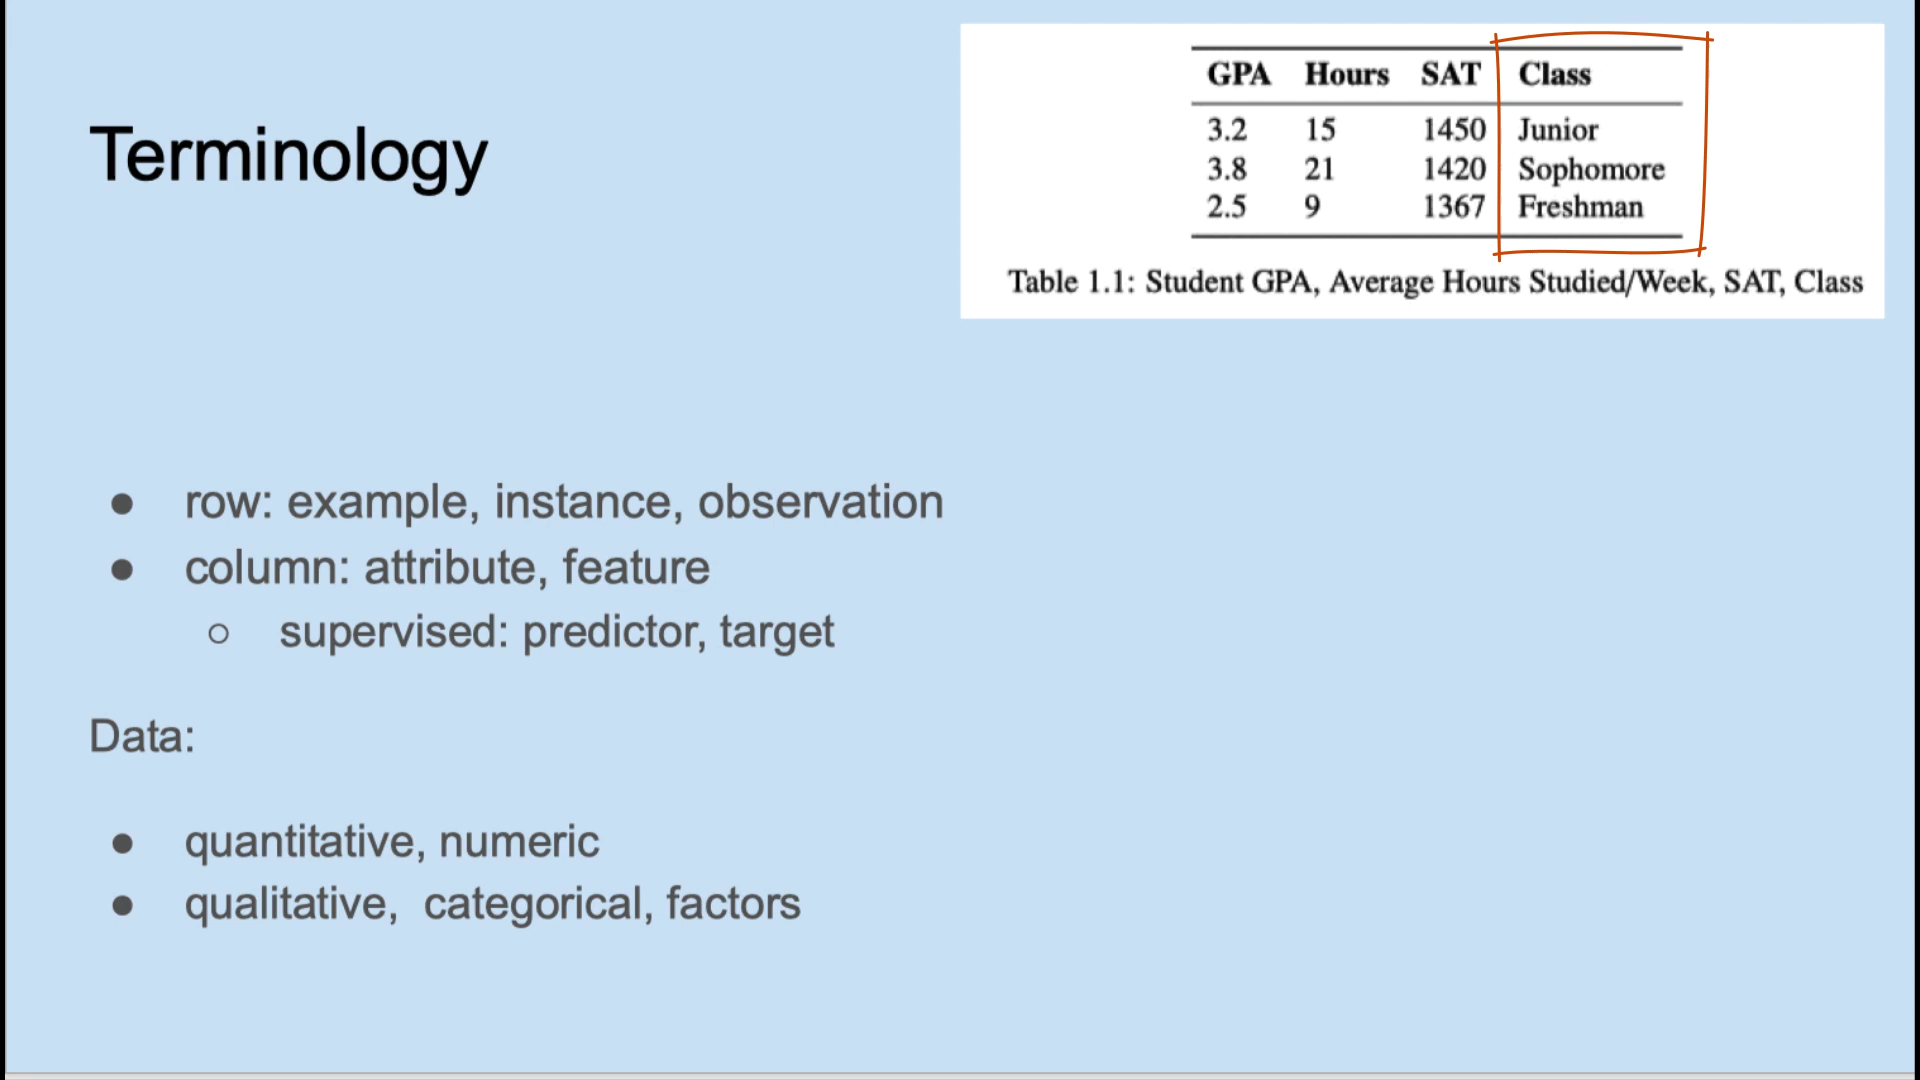 Terminology
GPA Hours SAT Class
3.2 15 1450 Junior
3.8 21 1420 Sophomore
2.5 9 1367 Freshman
Table 1.1: Student GPA, Average Hours Studied/Week, SAT, Class
● row: example, instance, observation
● column: attribute, feature
○ supervised: predictor, target
Data:
● quantitative, numeric
● qualitative, categorical, factors